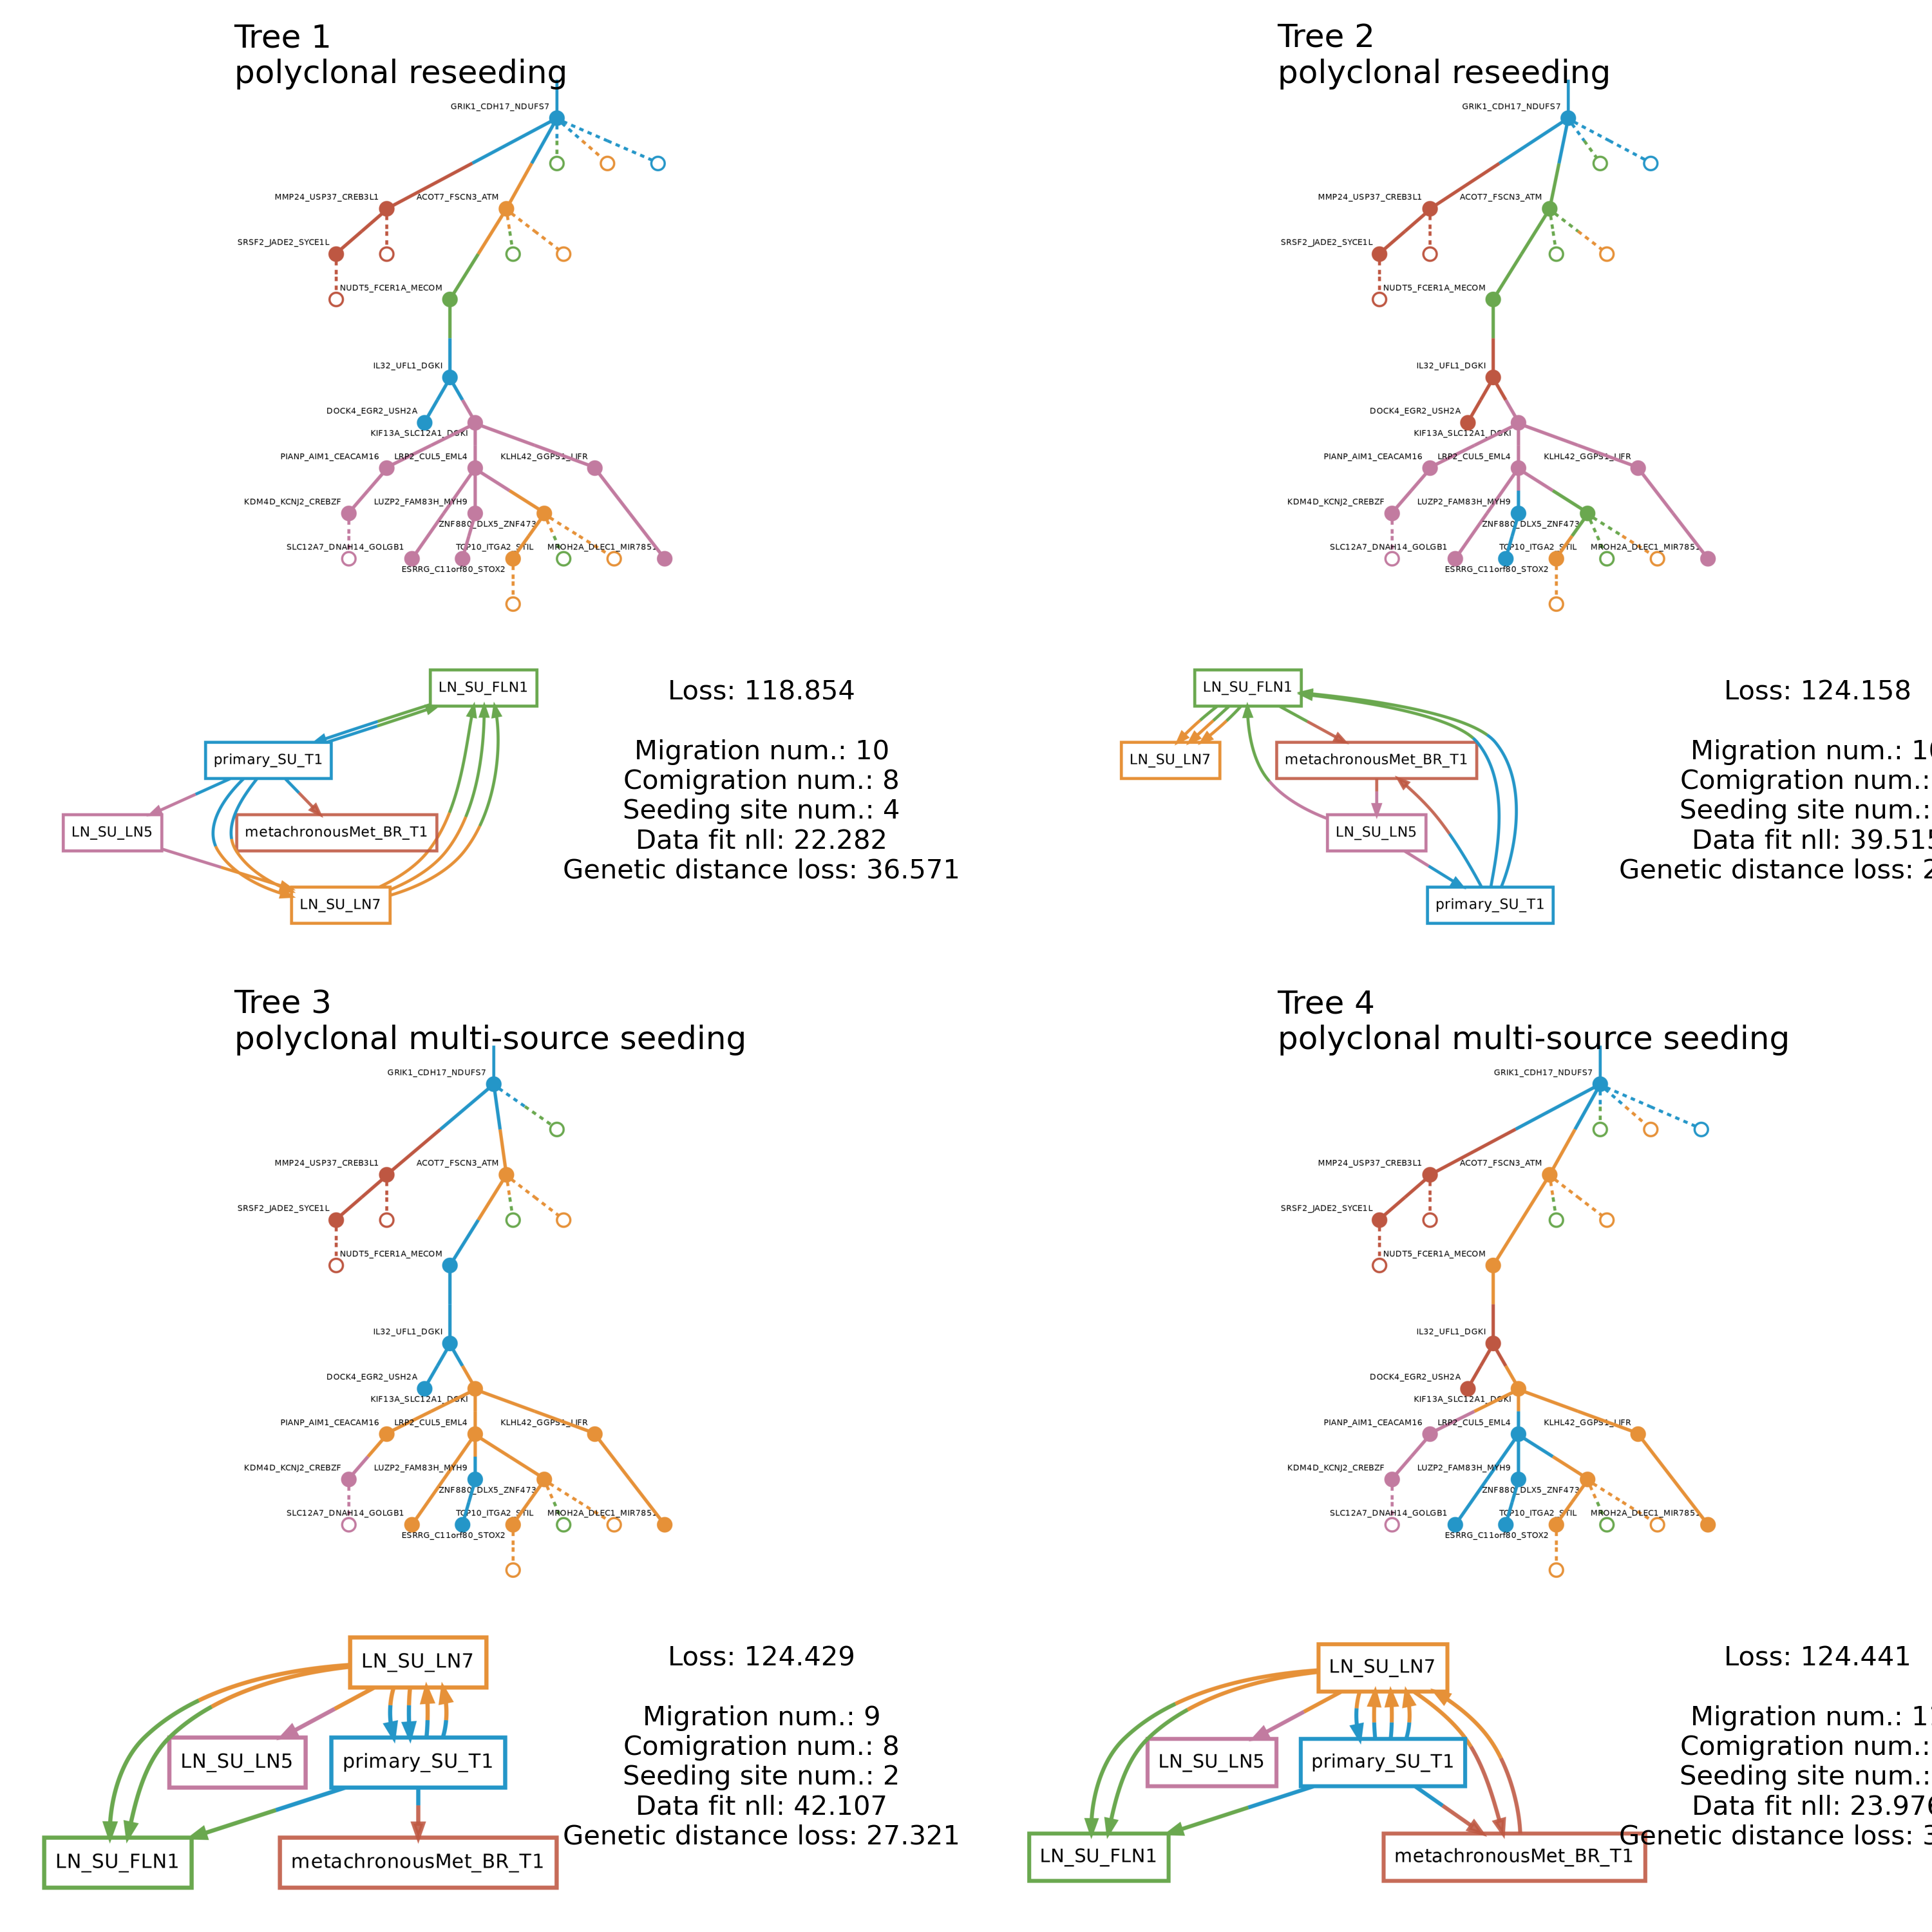 Tree 1
polyclonal reseeding
GRIK1_CDH17_NDUFS7
MMP24_USP37_CREB3L1
ACOT7_FSCN3_ATM
SRSF2_JADE2_SYCE1L
NUDT5_FCER1A_MECOM
IL32_UFL1_DGKI
DOCK4_EGR2_USH2A
KIF13A_SLC12A1_DGKI
PIANP_AIM1_CEACAM16
LRP2_CUL5_EML4
KLHL42_GGPS1_LIFR
KDM4D_KCNJ2_CREBZF
LUZP2_FAM83H_MYH9
ZNF880_DLX5_ZNF473
SLC12A7_DNAH14_GOLGB1
TCP10_ITGA2_STIL
MROH2A_DLEC1_MIR7851
ESRRG_C11orf80_STOX2
LN_SU_FLN1
primary_SU_T1
LN_SU_LN5
metachronousMet_BR_T1
LN_SU_LN7
Loss: 118.854
Migration num.: 10
Comigration num.: 8
Seeding site num.: 4
Data fit nll: 22.282
Genetic distance loss: 36.571
Tree 2
polyclonal reseeding
GRIK1_CDH17_NDUFS7
MMP24_USP37_CREB3L1
ACOT7_FSCN3_ATM
SRSF2_JADE2_SYCE1L
NUDT5_FCER1A_MECOM
IL32_UFL1_DGKI
DOCK4_EGR2_USH2A
KIF13A_SLC12A1_DGKI
PIANP_AIM1_CEACAM16
LRP2_CUL5_EML4
KLHL42_GGPS1_LIFR
KDM4D_KCNJ2_CREBZF
LUZP2_FAM83H_MYH9
ZNF880_DLX5_ZNF473
SLC12A7_DNAH14_GOLGB1
TCP10_ITGA2_STIL
MROH2A_DLEC1_MIR7851
ESRRG_C11orf80_STOX2
LN_SU_FLN1
LN_SU_LN7
metachronousMet_BR_T1
LN_SU_LN5
primary_SU_T1
Loss: 124.158
Migration num.:
Comigration num.:
Seeding site num.:
Data fit nll: 39.515
Genetic distance loss:
Tree 3
polyclonal multi-source seeding
GRIK1_CDH17_NDUFS7
MMP24_USP37_CREB3L1
ACOT7_FSCN3_ATM
SRSF2_JADE2_SYCE1L
NUDT5_FCER1A_MECOM
IL32_UFL1_DGKI
DOCK4_EGR2_USH2A
KIF13A_SLC12A1_DGKI
PIANP_AIM1_CEACAM16
LRP2_CUL5_EML4
KLHL42_GGPS1_LIFR
KDM4D_KCNJ2_CREBZF
LUZP2_FAM83H_MYH9
ZNF880_DLX5_ZNF473
SLC12A7_DNAH14_GOLGB1
TCP10_ITGA2_STIL
MROH2A_DLEC1_MIR7851
ESRRG_C11orf80_STOX2
LN_SU_LN7
LN_SU_LN5
primary_SU_T1
LN_SU_FLN1
metachronousMet_BR_T1
Loss: 124.429
Migration num.: 9
Comigration num.: 8
Seeding site num.: 2
Data fit nll: 42.107
Genetic distance loss: 27.321
Tree 4
polyclonal multi-source seeding
GRIK1_CDH17_NDUFS7
MMP24_USP37_CREB3L1
ACOT7_FSCN3_ATM
SRSF2_JADE2_SYCE1L
NUDT5_FCER1A_MECOM
IL32_UFL1_DGKI
DOCK4_EGR2_USH2A
KIF13A_SLC12A1_DGKI
PIANP_AIM1_CEACAM16
LRP2_CUL5_EML4
KLHL42_GGPS1_LIFR
KDM4D_KCNJ2_CREBZF
LUZP2_FAM83H_MYH9
ZNF880_DLX5_ZNF473
SLC12A7_DNAH14_GOLGB1
TCP10_ITGA2_STIL
MROH2A_DLEC1_MIR7851
ESRRG_C11orf80_STOX2
LN_SU_LN7
LN_SU_LN5
primary_SU_T1
LN_SU_FLN1
metachronousMet_BR_T1
Loss: 124.441
Migration num.:
Comigration num.:
Seeding site num.:
Data fit nll: 23.976
Genetic distance loss: